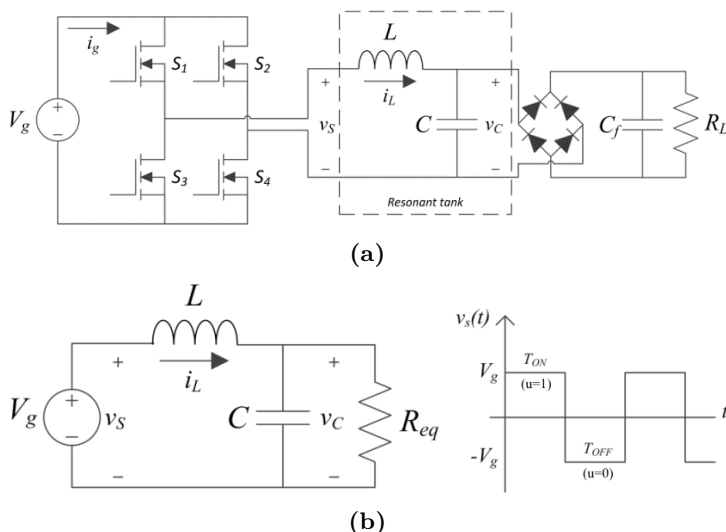 L
i_g
S_1
S_2
V_g
+
−
+
v_S
−
i_L
C
+
v_C
−
C_f
R_L
S_3
S_4
Resonant tank
(a)
L
v_s(t)
V_g
+
−
+
v_S
−
i_L
C
+
v_C
−
R_eq
V_g
T_ON
(u=1)
t
-V_g
T_OFF
(u=0)
(b)